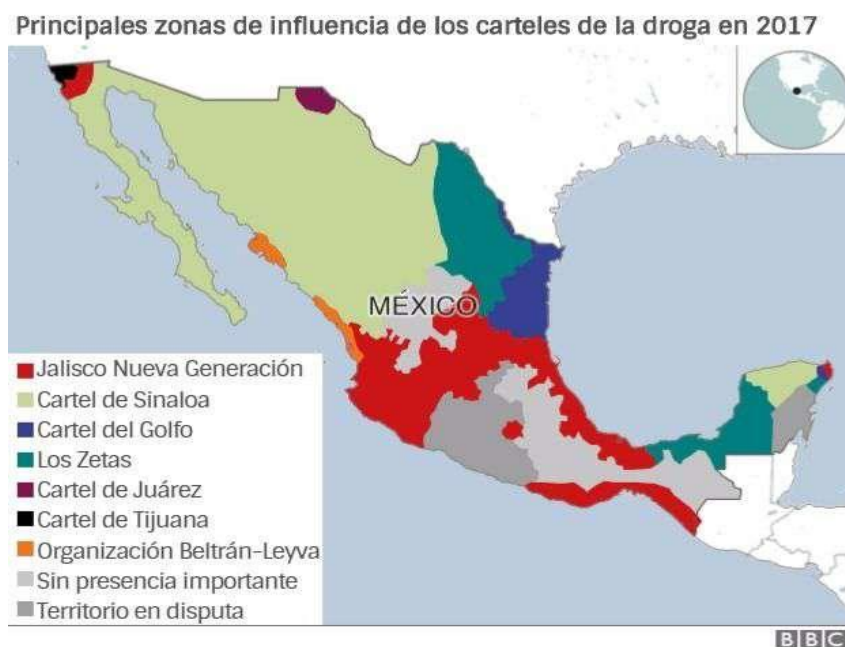 Principales zonas de influencia de los carteles de la droga en 2017
MÉXICO
Jalisco Nueva Generación
Cartel de Sinaloa
Cartel del Golfo
Los Zetas
Cartel de Juárez
Cartel de Tijuana
Organización Beltrán-Leyva
Sin presencia importante
Territorio en disputa
BBC